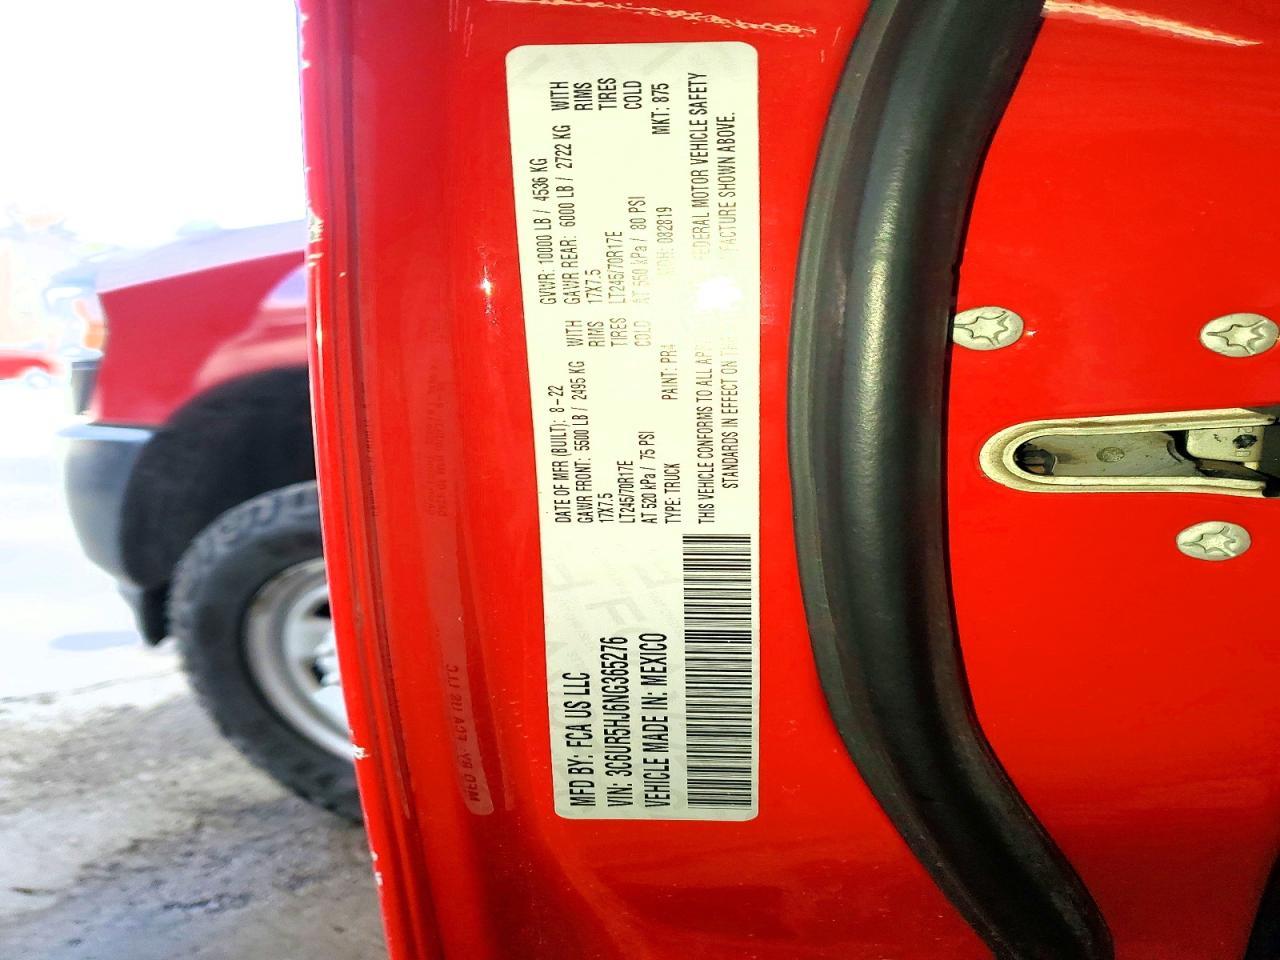 MFD BY: FCA US LLC
VIN: 3C6UR5HJ6NG365276
VEHICLE MADE IN: MEXICO
DATE OF MFR (BUILT): 8-22 GVWR: 10000 LB / 4536 KG
GAWR FRONT: 5500 LB / 2495 KG WITH GAWR REAR: 6000 LB / 2722 KG WITH
17X7.5 RIMS 17X7.5 RIMS
LT245/70R17E TIRES LT245/70R17E TIRES
AT 520 kPa / 75 PSI COLD AT 550 kPa / 80 PSI COLD
TYPE: TRUCK PAINT: PR4 MDH: 082819 MKT: 875
THIS VEHICLE CONFORMS TO ALL FEDERAL MOTOR VEHICLE SAFETY
STANDARDS IN EFFECT ON SHOWN ABOVE.